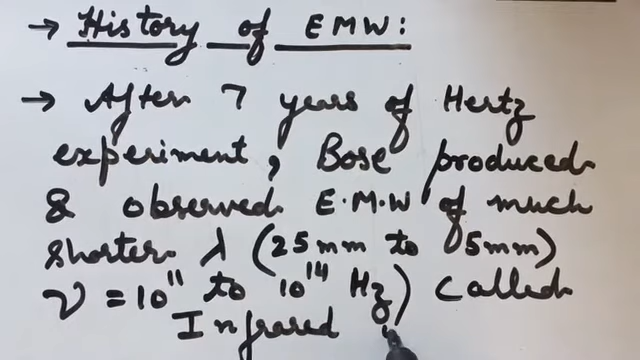 → History of EMW:
→ After 7 years of Hertz
experiment, Bose produced
& observed E.M.W of much
shorter λ (25mm to 5mm)
ν = 10¹¹ to 10¹⁴ Hz) called
Infrared